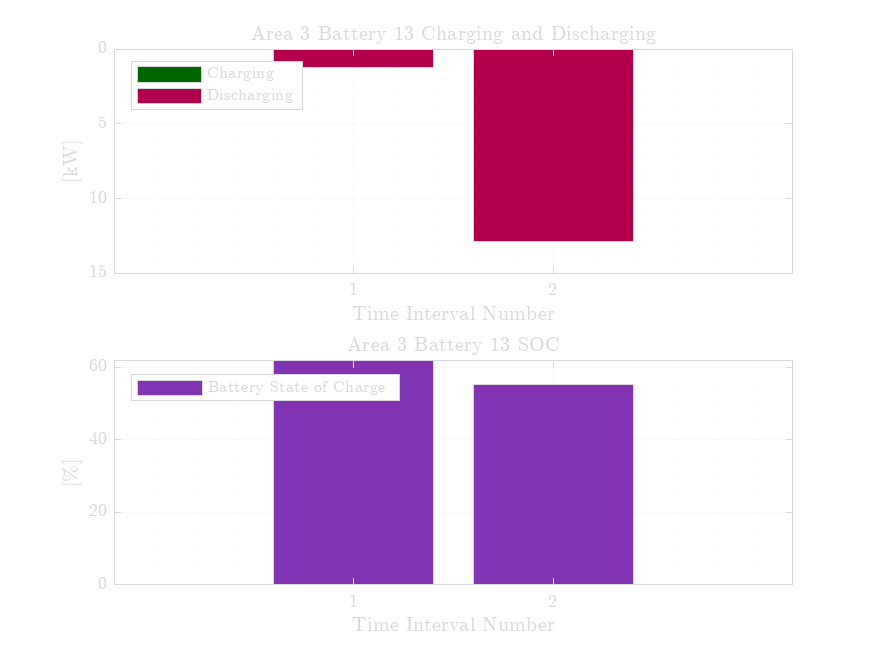 Area 3 Battery 13 Charging and Discharging
0
Charging
Discharging
5
[kW]
10
15
1 2
Time Interval Number
Area 3 Battery 13 SOC
60
Battery State of Charge
40
[%]
20
0
1 2
Time Interval Number